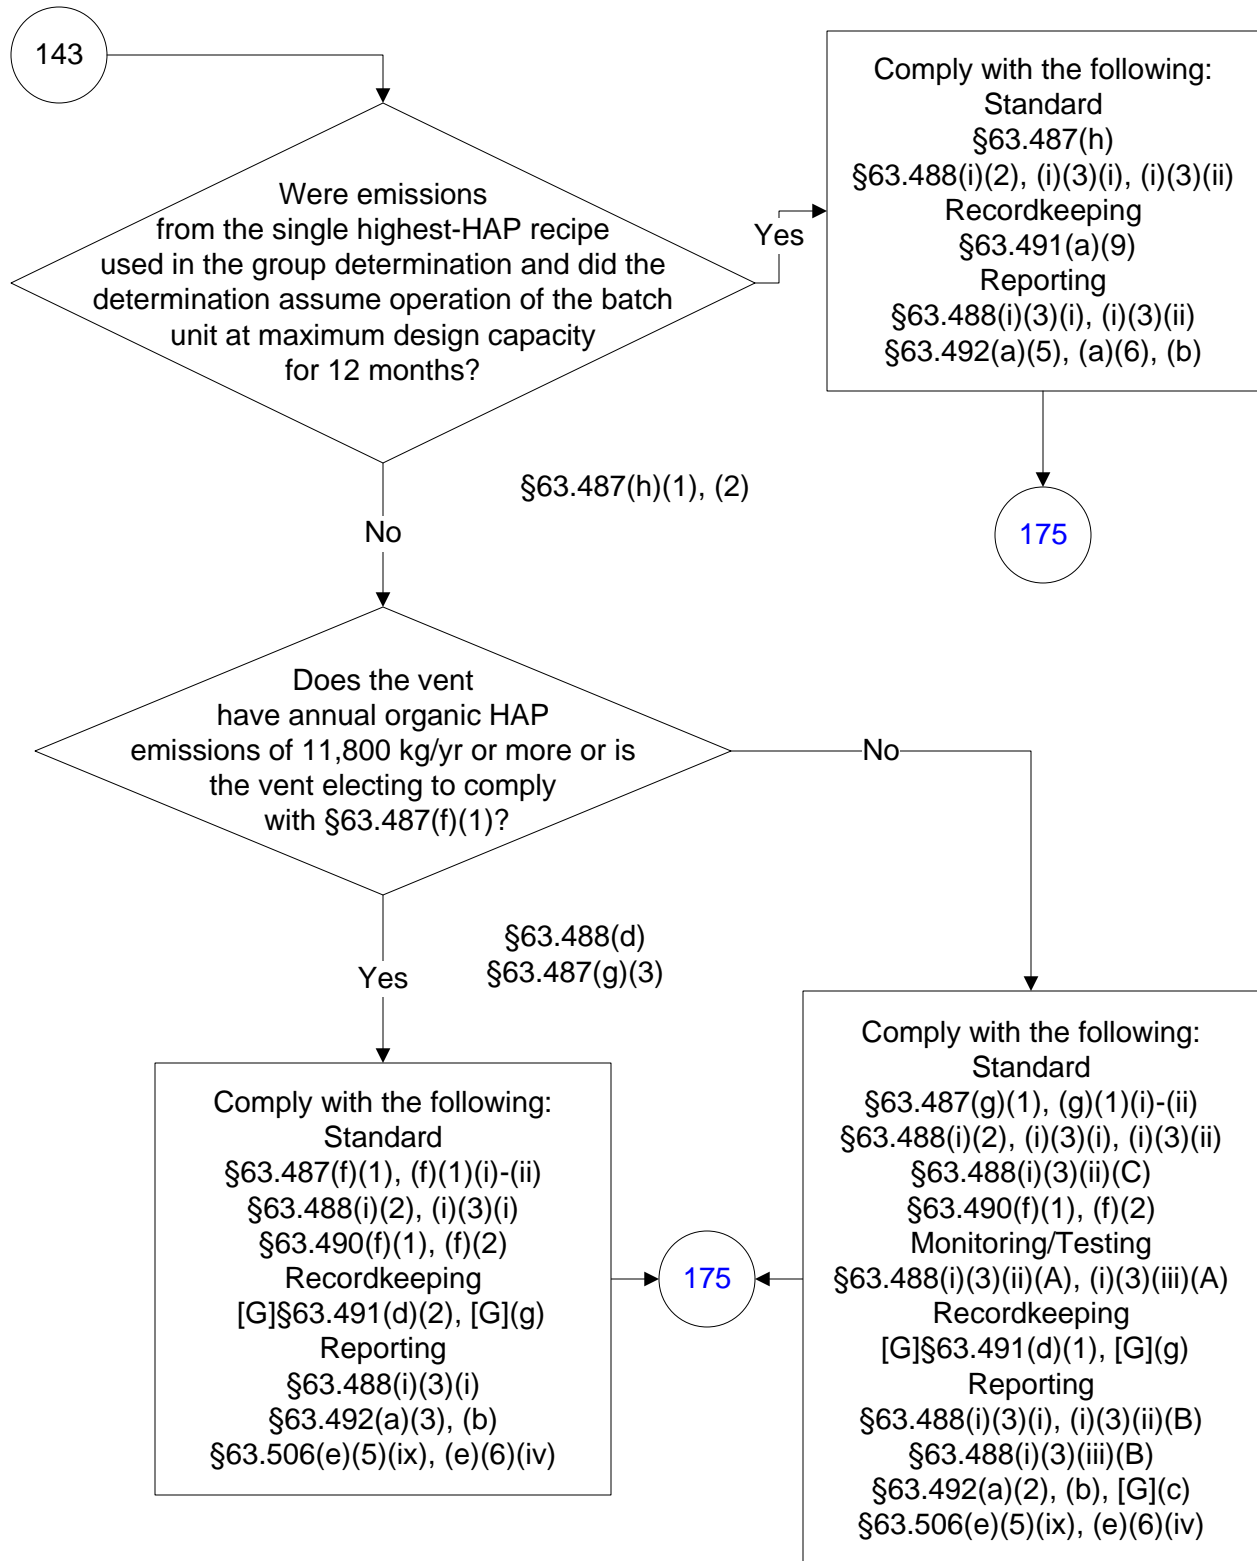 143
Were emissions
from the single highest-HAP recipe
used in the group determination and did the
determination assume operation of the batch
unit at maximum design capacity
for 12 months?
Yes
Comply with the following:
Standard
§63.487(h)
§63.488(i)(2), (i)(3)(i), (i)(3)(ii)
Recordkeeping
§63.491(a)(9)
Reporting
§63.488(i)(3)(i), (i)(3)(ii)
§63.492(a)(5), (a)(6), (b)
175
§63.487(h)(1), (2)
No
Does the vent
have annual organic HAP
emissions of 11,800 kg/yr or more or is
the vent electing to comply
with §63.487(f)(1)?
No
§63.488(d)
§63.487(g)(3)
Yes
Comply with the following:
Standard
§63.487(f)(1), (f)(1)(i)-(ii)
§63.488(i)(2), (i)(3)(i)
§63.490(f)(1), (f)(2)
Recordkeeping
[G]§63.491(d)(2), [G](g)
Reporting
§63.488(i)(3)(i)
§63.492(a)(3), (b)
§63.506(e)(5)(ix), (e)(6)(iv)
175
Comply with the following:
Standard
§63.487(g)(1), (g)(1)(i)-(ii)
§63.488(i)(2), (i)(3)(i), (i)(3)(ii)
§63.488(i)(3)(ii)(C)
§63.490(f)(1), (f)(2)
Monitoring/Testing
§63.488(i)(3)(ii)(A), (i)(3)(iii)(A)
Recordkeeping
[G]§63.491(d)(1), [G](g)
Reporting
§63.488(i)(3)(i), (i)(3)(ii)(B)
§63.488(i)(3)(iii)(B)
§63.492(a)(2), (b), [G](c)
§63.506(e)(5)(ix), (e)(6)(iv)